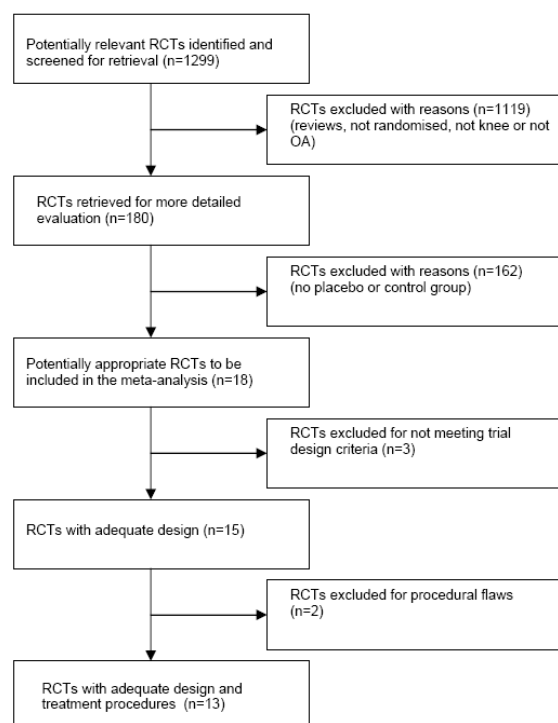 Potentially relevant RCTs identified and
screened for retrieval (n=1299)
RCTs excluded with reasons (n=1119)
(reviews, not randomised, not knee or not
OA)
RCTs retrieved for more detailed
evaluation (n=180)
RCTs excluded with reasons (n=162)
(no placebo or control group)
Potentially appropriate RCTs to be
included in the meta-analysis (n=18)
RCTs excluded for not meeting trial
design criteria (n=3)
RCTs with adequate design (n=15)
RCTs excluded for procedural flaws
(n=2)
RCTs with adequate design and
treatment procedures (n=13)